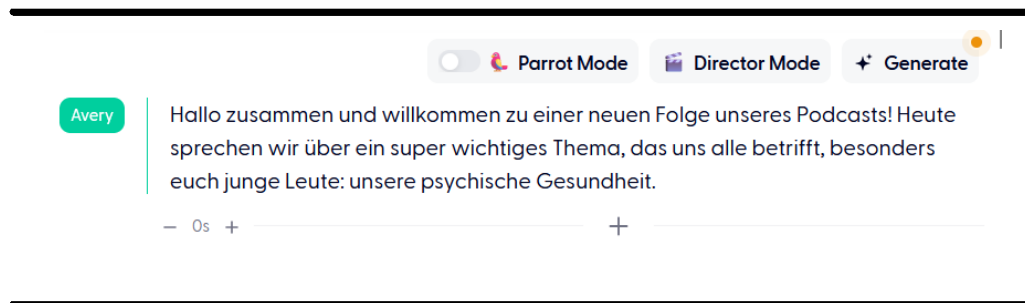 Parrot Mode Director Mode Generate
Avery
Hallo zusammen und willkommen zu einer neuen Folge unseres Podcasts! Heute
sprechen wir über ein super wichtiges Thema, das uns alle betrifft, besonders
euch junge Leute: unsere psychische Gesundheit.
0s